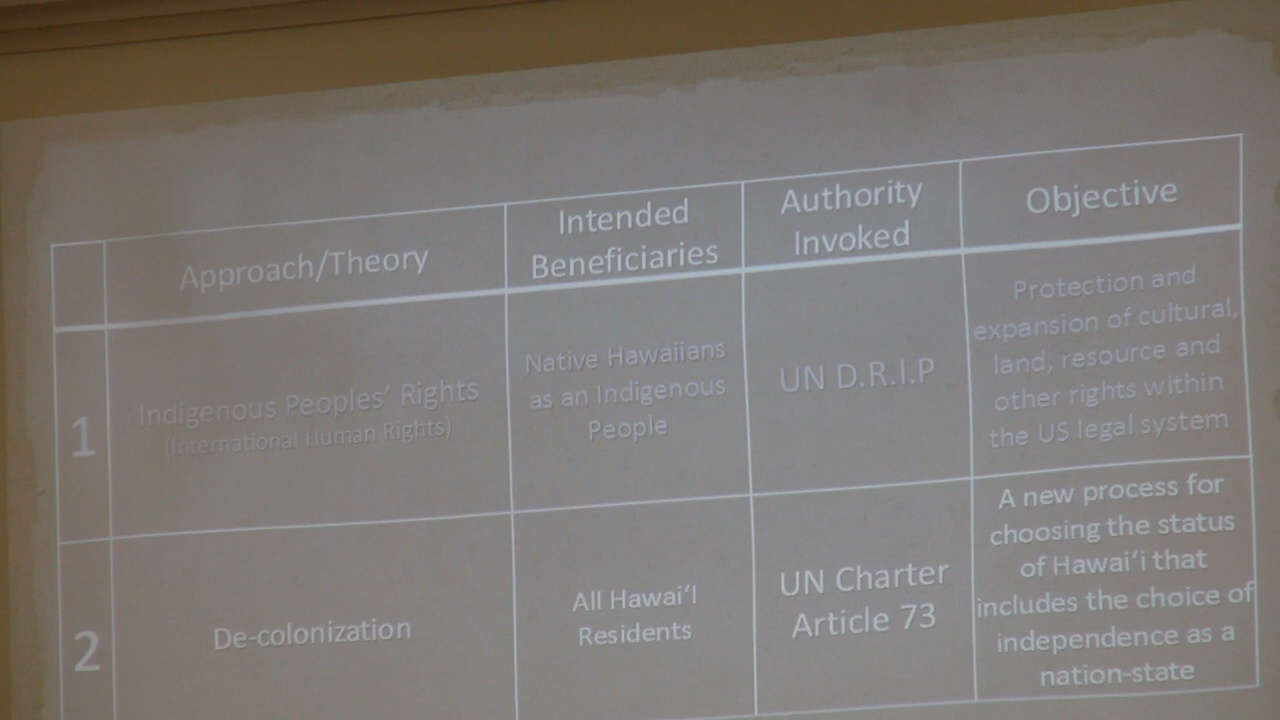 Approach/Theory
Intended
Beneficiaries
Authority
Invoked
Objective
1
Indigenous Peoples' Rights
(International Human Rights)
Native Hawaiians
as an Indigenous
People
UN D.R.I.P
Protection and
expansion of cultural,
land, resource and
other rights within
the US legal system
2
De-colonization
All HawaiʻI
Residents
UN Charter
Article 73
A new process for
choosing the status
of Hawaiʻi that
includes the choice of
independence as a
nation-state